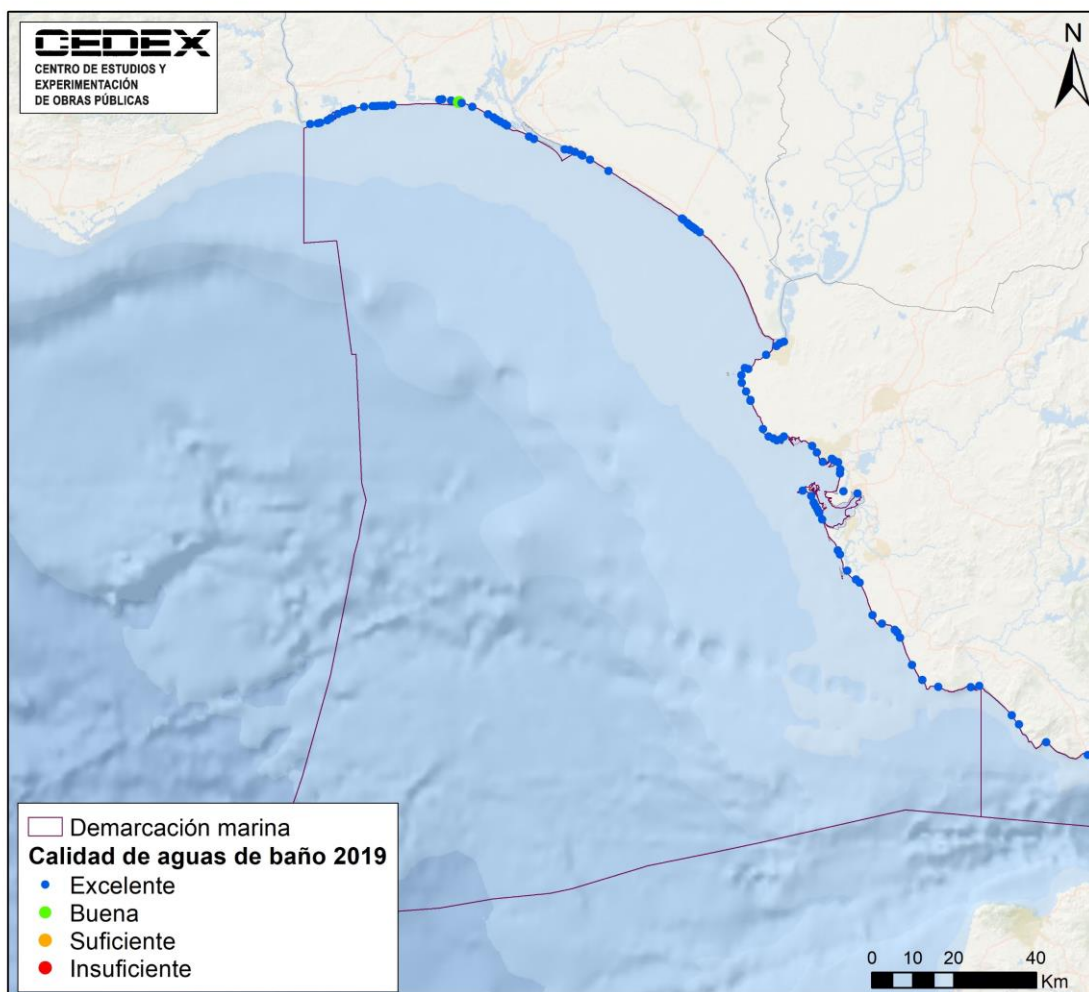 CEDEX
CENTRO DE ESTUDIOS Y
EXPERIMENTACIÓN
DE OBRAS PÚBLICAS
N
Demarcación marina
Calidad de aguas de baño 2019
Excelente
Buena
Suficiente
Insuficiente
0 10 20 40
Km